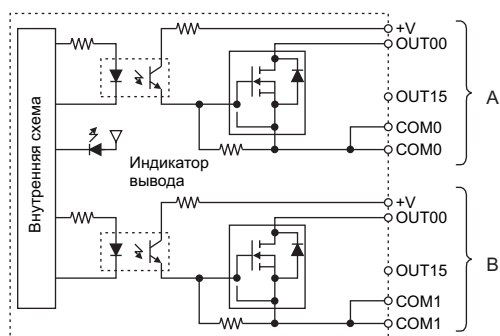 Внутренняя схема
Индикатор
вывода
+V
OUT00
OUT15
COM0
COM0
A
+V
OUT00
OUT15
COM1
COM1
B